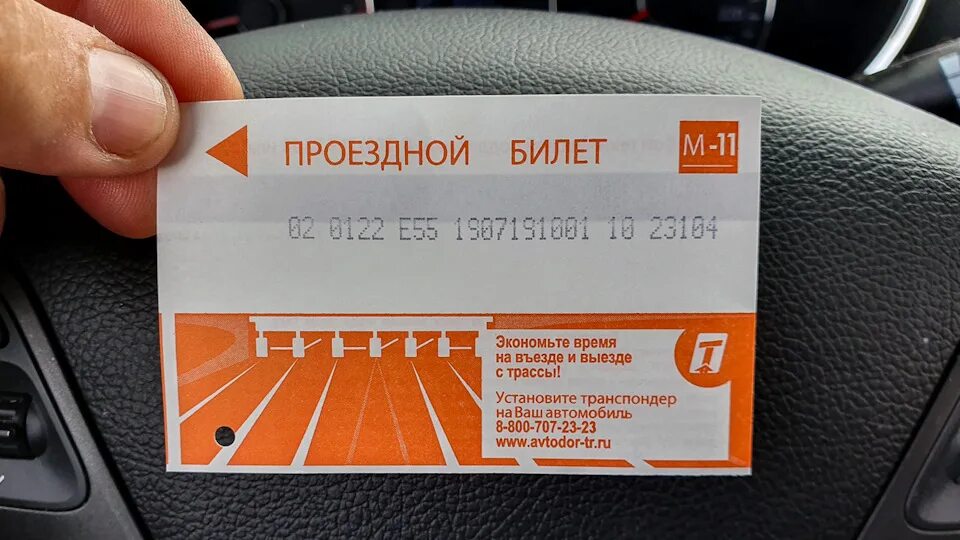 ПРОЕЗДНОЙ БИЛЕТ
М-11
02 0122 E55 1907191001 10 23104
Экономьте время
на въезде и выезде
с трассы!
Установите транспондер
на Ваш автомобиль
8-800-707-23-23
www.avtodor-tr.ru